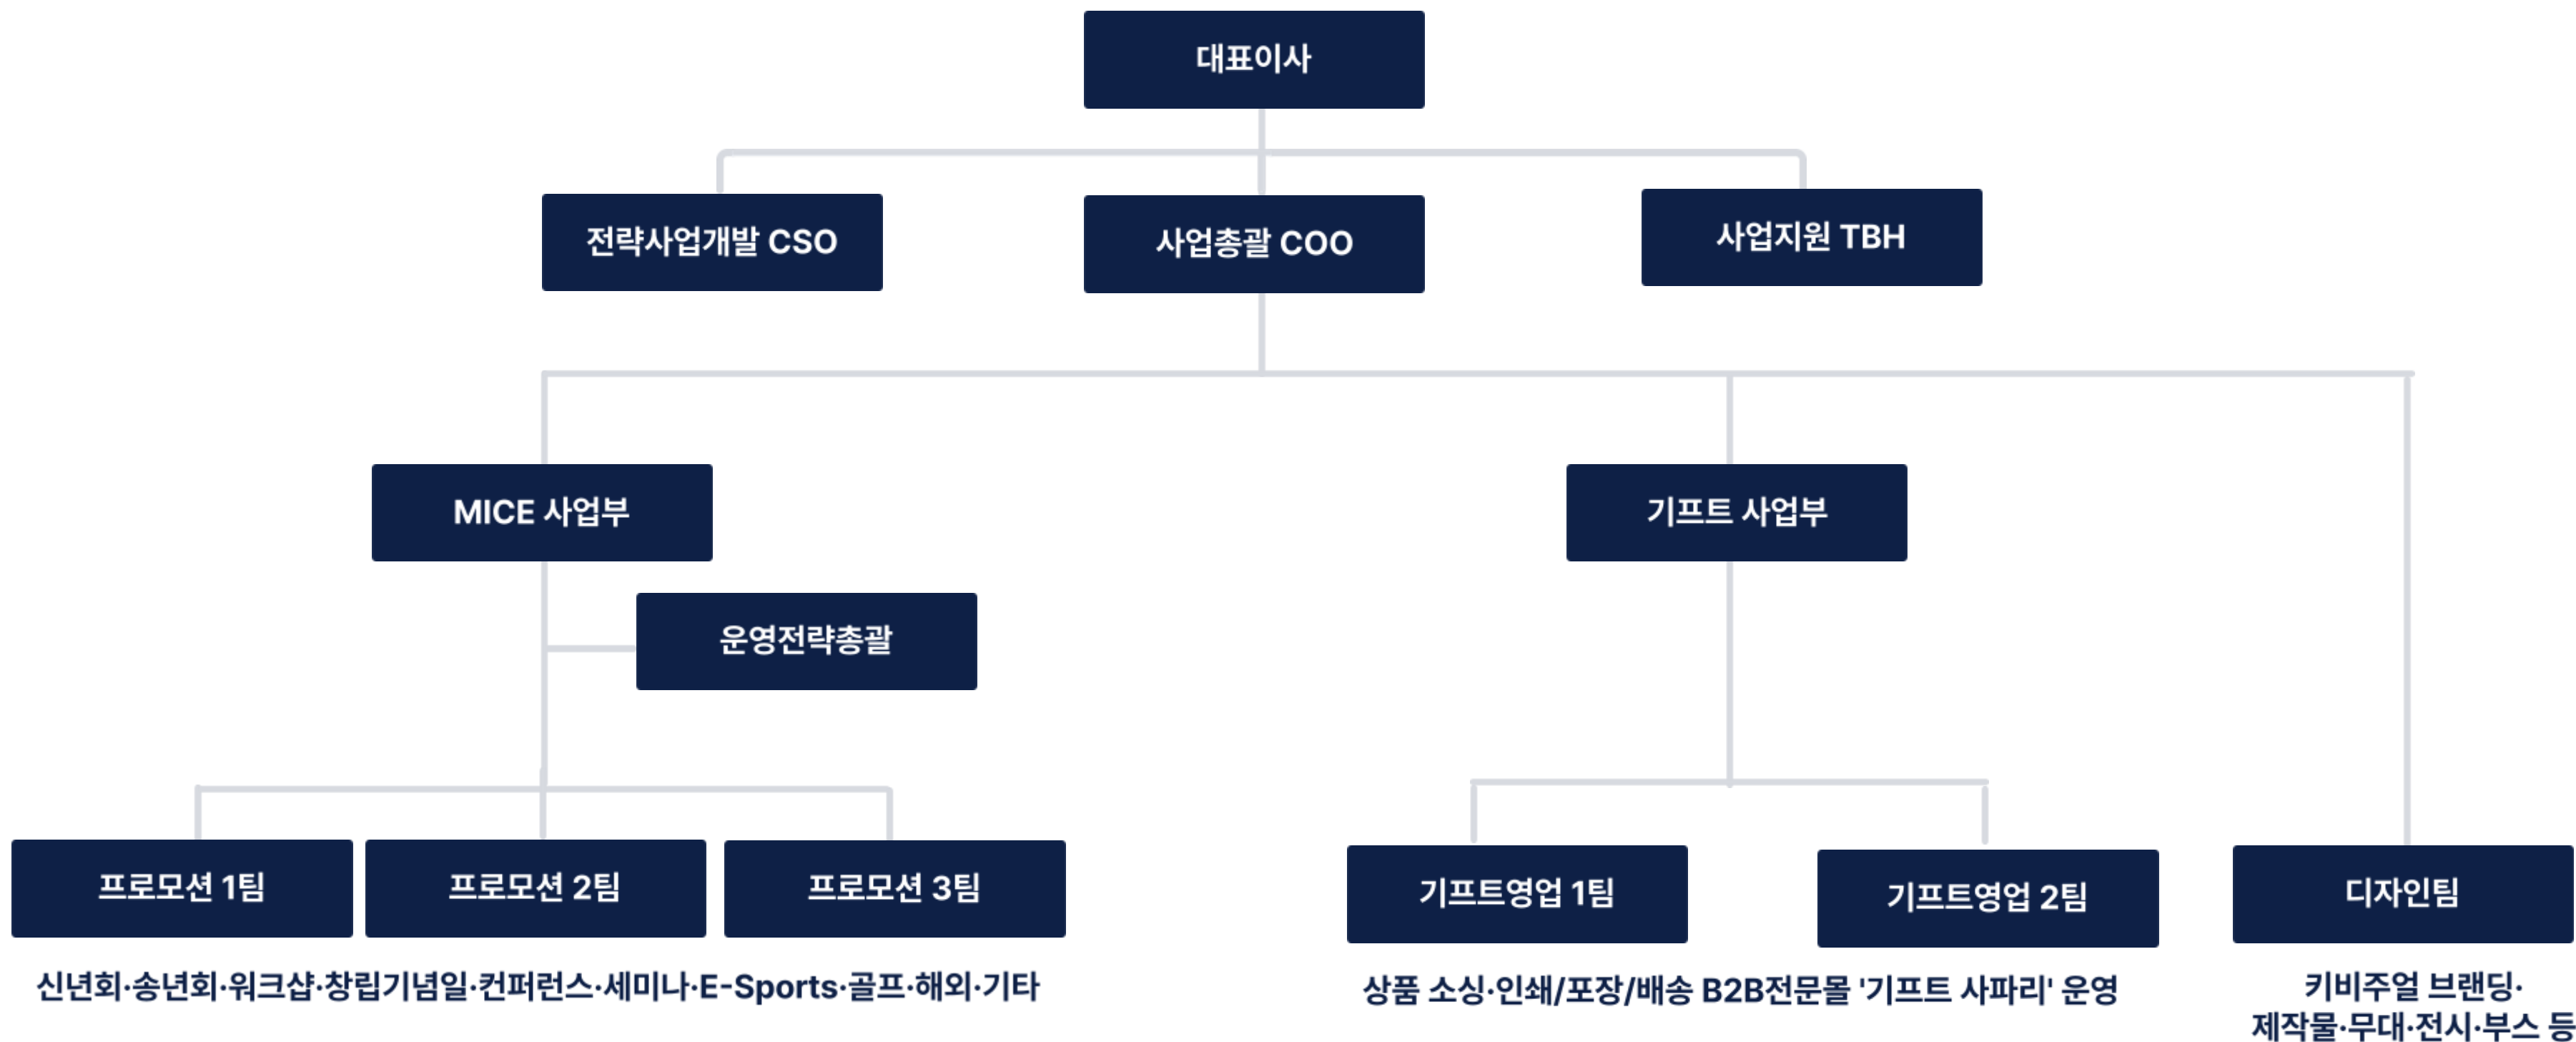 대표이사
전략사업개발 CSO
사업총괄 COO
사업지원 TBH
MICE 사업부
기프트 사업부
운영전략총괄
프로모션 1팀
프로모션 2팀
프로모션 3팀
기프트영업 1팀
기프트영업 2팀
디자인팀
신년회·송년회·워크샵·창립기념일·컨퍼런스·세미나·E-Sports·골프·해외·기타
상품 소싱·인쇄/포장/배송 B2B전문몰 '기프트 사파리' 운영
키비주얼 브랜딩·
제작물·무대·전시·부스 등